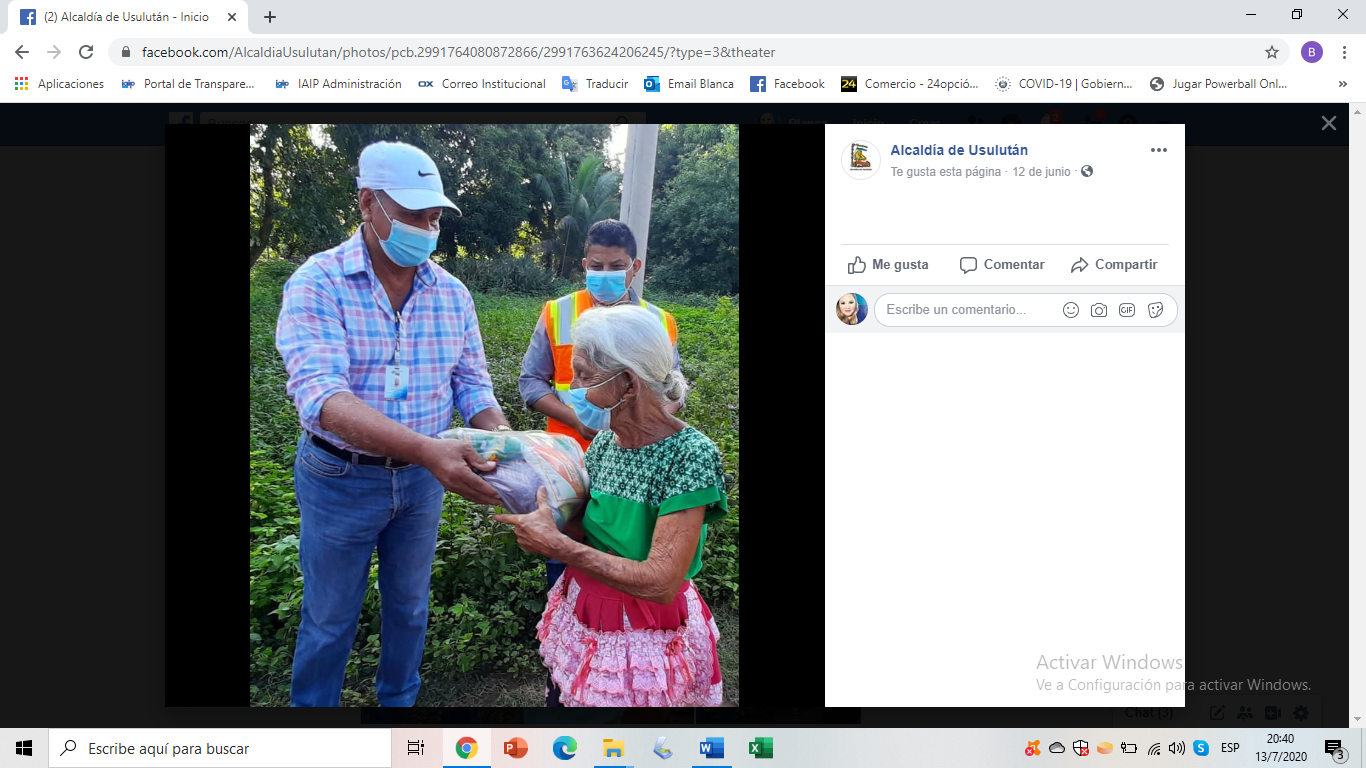 (2) Alcaldía de Usulután - Inicio
facebook.com/AlcaldiaUsulutan/photos/pcb.2991764080872866/2991763624206245/?type=3&theater
B
Aplicaciones
Portal de Transpare...
IAIP Administración
Correo Institucional
Traducir
Email Blanca
Facebook
24
Comercio - 24opció...
COVID-19 | Gobiern...
Jugar Powerball Onl...
»
Alcaldía de Usulután
Te gusta esta página · 12 de junio ·
Me gusta
Comentar
Compartir
Escribe un comentario...
GIF
Activar Windows
Ve a Configuración para activar Windows.
Chat (3)
Escribe aquí para buscar
ESP
20:40
13/7/2020
3